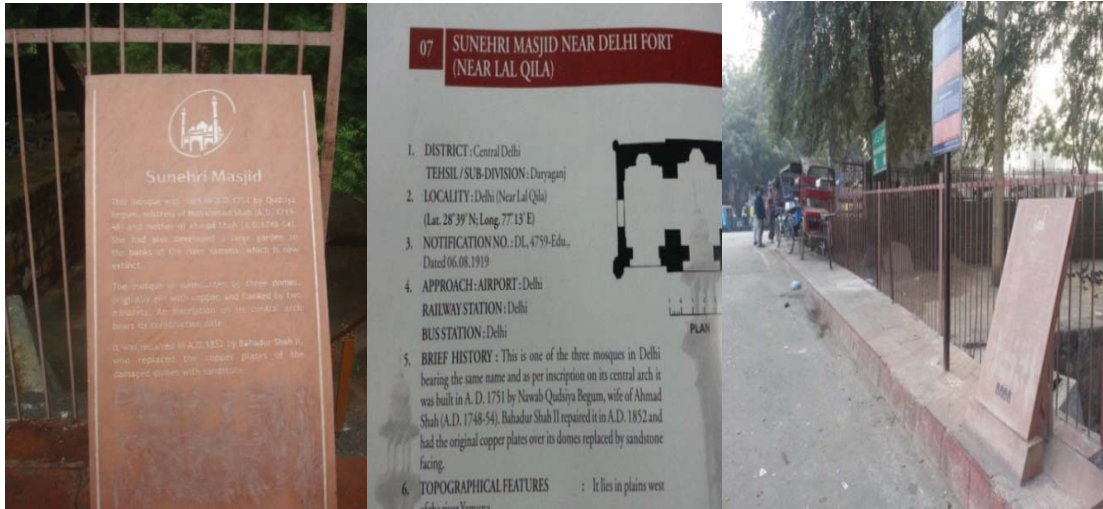 Sunehri Masjid
This mosque was built in A.D. 1751 by Qudsiya
Begum, mistress of Muhammad Shah (A.D. 1719-
48) and mother of Ahmad Shah (A.D. 1748-54).
She had also developed a large garden on
the banks of the river Yamuna, which is now
extinct.
The mosque is surmounted by three domes,
originally gilt with copper, and flanked by two
minarets. An inscription on its central arch
bears its construction date.
It was repaired in A.D. 1852 by Bahadur Shah II,
who replaced the copper plates of the
damaged domes with sandstone.
07 SUNEHRI MASJID NEAR DELHI FORT
(NEAR LAL QILA)
1. DISTRICT : Central Delhi
TEHSIL / SUB-DIVISION : Daryaganj
2. LOCALITY : Delhi (Near Lal Qila)
(Lat. 28°39' N; Long. 77°13' E)
3. NOTIFICATION NO. : DL, 4759-Edu.,
Dated 06.08.1919
4. APPROACH : AIRPORT : Delhi
RAILWAY STATION : Delhi
BUS STATION : Delhi
PLAN
5. BRIEF HISTORY : This is one of the three mosques in Delhi
bearing the same name and as per inscription on its central arch it
was built in A. D. 1751 by Nawab Qudsiya Begum, wife of Ahmad
Shah (A.D. 1748-54). Bahadur Shah II repaired it in A.D. 1852 and
had the original copper plates over its domes replaced by sandstone
facing.
6. TOPOGRAPHICAL FEATURES : It lies in plains west
of the river Yamuna